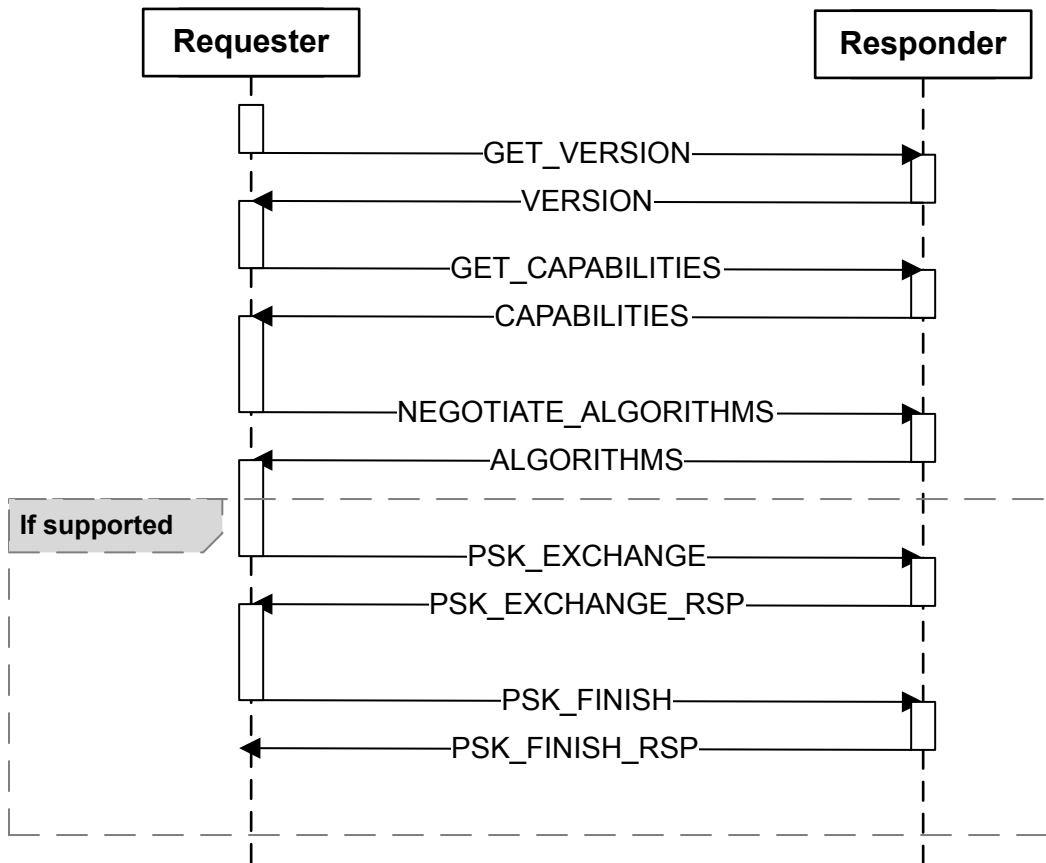 Requester
Responder
GET_VERSION
VERSION
GET_CAPABILITIES
CAPABILITIES
NEGOTIATE_ALGORITHMS
ALGORITHMS
If supported
PSK_EXCHANGE
PSK_EXCHANGE_RSP
PSK_FINISH
PSK_FINISH_RSP